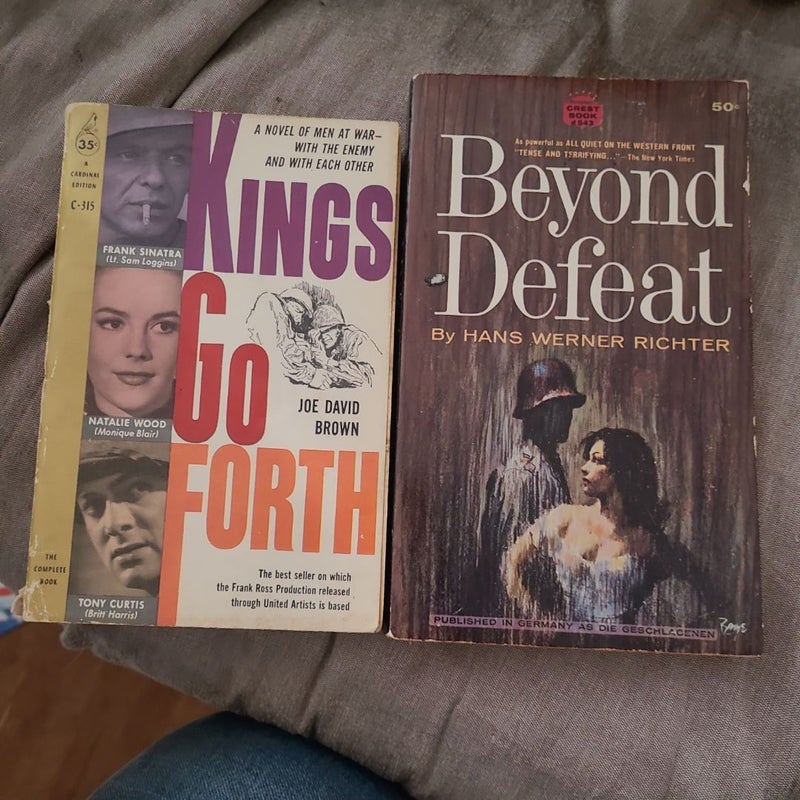 35¢
A
CARDINAL
EDITION
C-315
FRANK SINATRA
(Lt. Sam Loggins)
NATALIE WOOD
(Monique Blair)
TONY CURTIS
(Britt Harris)
THE
COMPLETE
BOOK
A NOVEL OF MEN AT WAR—
WITH THE ENEMY
AND WITH EACH OTHER
KINGS
GO
FORTH
JOE DAVID
BROWN
The best seller on which
the Frank Ross Production released
through United Artists is based
CREST
BOOK
50¢
As powerful as ALL QUIET ON THE WESTERN FRONT
"TENSE AND TERRIFYING..."—The New York Times
Beyond
Defeat
By HANS WERNER RICHTER
PUBLISHED IN GERMANY AS DIE GESCHLAGENEN